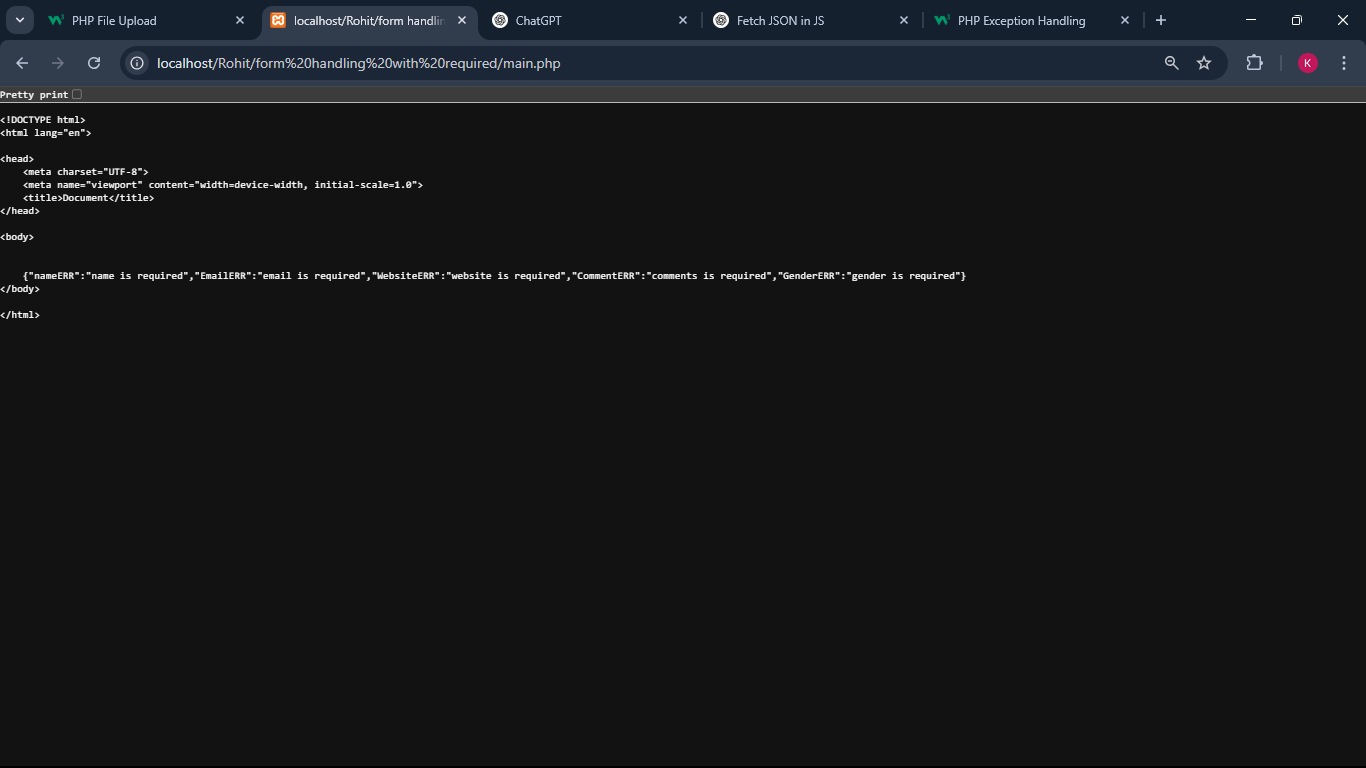 PHP File Upload
localhost/Rohit/form handlin
ChatGPT
Fetch JSON in JS
PHP Exception Handling
localhost/Rohit/form%20handling%20with%20required/main.php
K
Pretty print
<!DOCTYPE html>
<html lang="en">
<head>
    <meta charset="UTF-8">
    <meta name="viewport" content="width=device-width, initial-scale=1.0">
    <title>Document</title>
</head>
<body>
    {"nameERR":"name is required","EmailERR":"email is required","WebsiteERR":"website is required","CommentERR":"comments is required","GenderERR":"gender is required"}
</body>
</html>